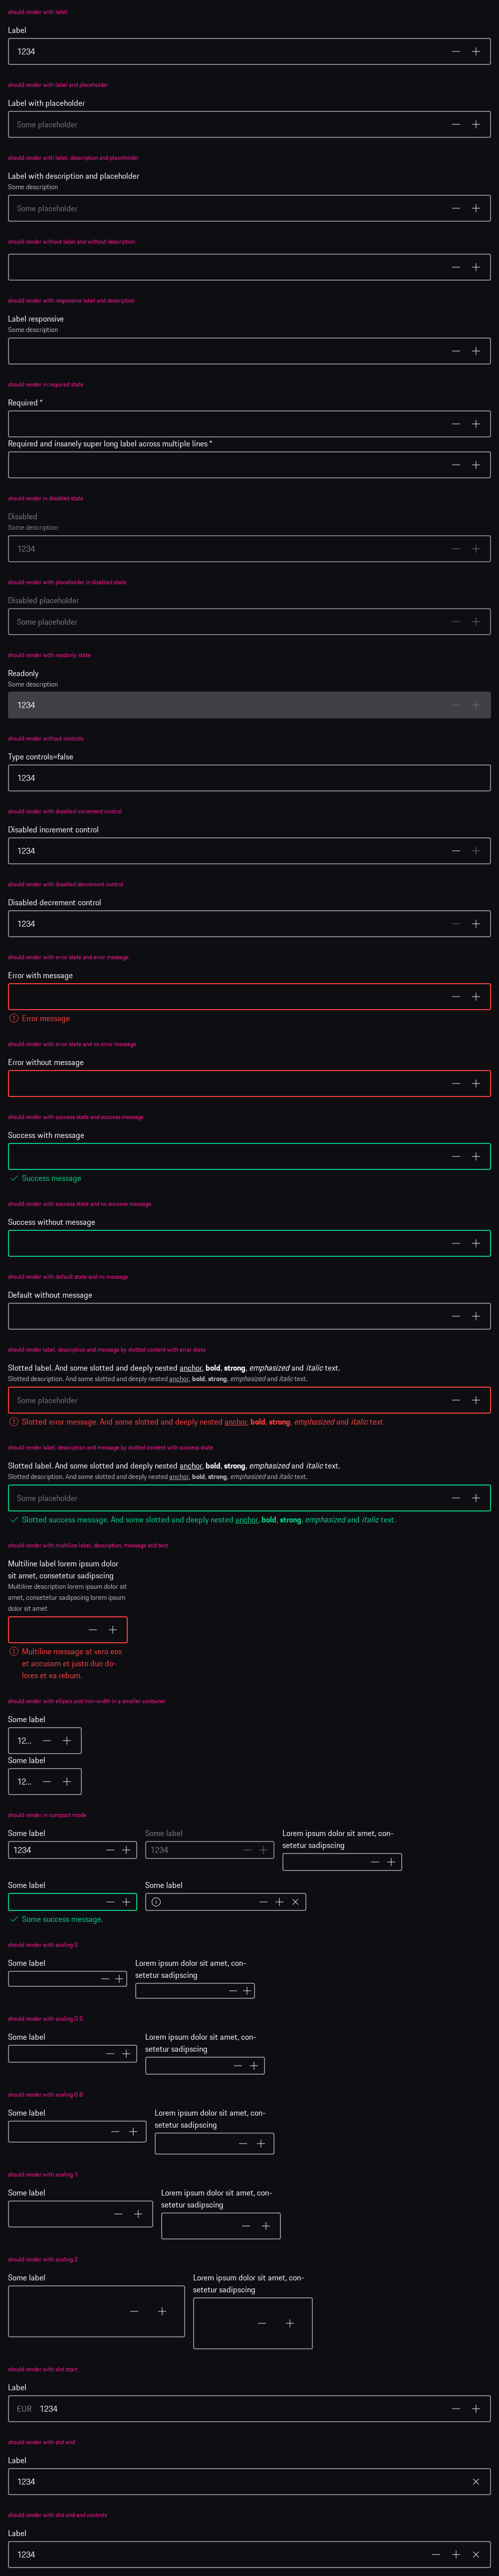 should render with label
Label
1234
should render with label and placeholder
Label with placeholder
Some placeholder
should render with label, description and placeholder
Label with description and placeholder
Some description
Some placeholder
should render without label and without description
should render with responsive label and description
Label responsive
Some description
should render in required state
Required *
Required and insanely super long label across multiple lines *
should render in disabled state
Disabled
Some description
1234
should render with placeholder in disabled state
Disabled placeholder
Some placeholder
should render with readonly state
Readonly
Some description
1234
should render without controls
Type controls=false
1234
should render with disabled increment control
Disabled increment control
1234
should render with disabled decrement control
Disabled decrement control
1234
should render with error state and error message
Error with message
Error message
should render with error state and no error message
Error without message
should render with success state and success message
Success with message
Success message
should render with success state and no success message
Success without message
should render with default state and no message
Default without message
should render label, description and message by slotted content with error state
Slotted label. And some slotted and deeply nested anchor, bold, strong, emphasized and italic text.
Slotted description. And some slotted and deeply nested anchor, bold, strong, emphasized and italic text.
Some placeholder
Slotted error message. And some slotted and deeply nested anchor, bold, strong, emphasized and italic text.
should render label, description and message by slotted content with success state
Slotted label. And some slotted and deeply nested anchor, bold, strong, emphasized and italic text.
Slotted description. And some slotted and deeply nested anchor, bold, strong, emphasized and italic text.
Some placeholder
Slotted success message. And some slotted and deeply nested anchor, bold, strong, emphasized and italic text.
should render with multiline label, description, message and text
Multiline label lorem ipsum dolor
sit amet, consetetur sadipscing
Multiline description lorem ipsum dolor sit
amet, consetetur sadipscing lorem ipsum
dolor sit amet
Multiline message at vero eos
et accusam et justo duo do-
lores et ea rebum.
should render with ellipsis and min-width in a smaller container
Some label
12...
Some label
12...
should render in compact mode
Some label
1234
Some label
1234
Lorem ipsum dolor sit amet, con-
setetur sadipscing
Some label
Some success message.
Some label
should render with scaling 0
Some label
Lorem ipsum dolor sit amet, con-
setetur sadipscing
should render with scaling 0.5
Some label
Lorem ipsum dolor sit amet, con-
setetur sadipscing
should render with scaling 0.8
Some label
Lorem ipsum dolor sit amet, con-
setetur sadipscing
should render with scaling 1
Some label
Lorem ipsum dolor sit amet, con-
setetur sadipscing
should render with scaling 2
Some label
Lorem ipsum dolor sit amet, con-
setetur sadipscing
should render with slot start
Label
EUR 1234
should render with slot end
Label
1234
should render with slot end and controls
Label
1234